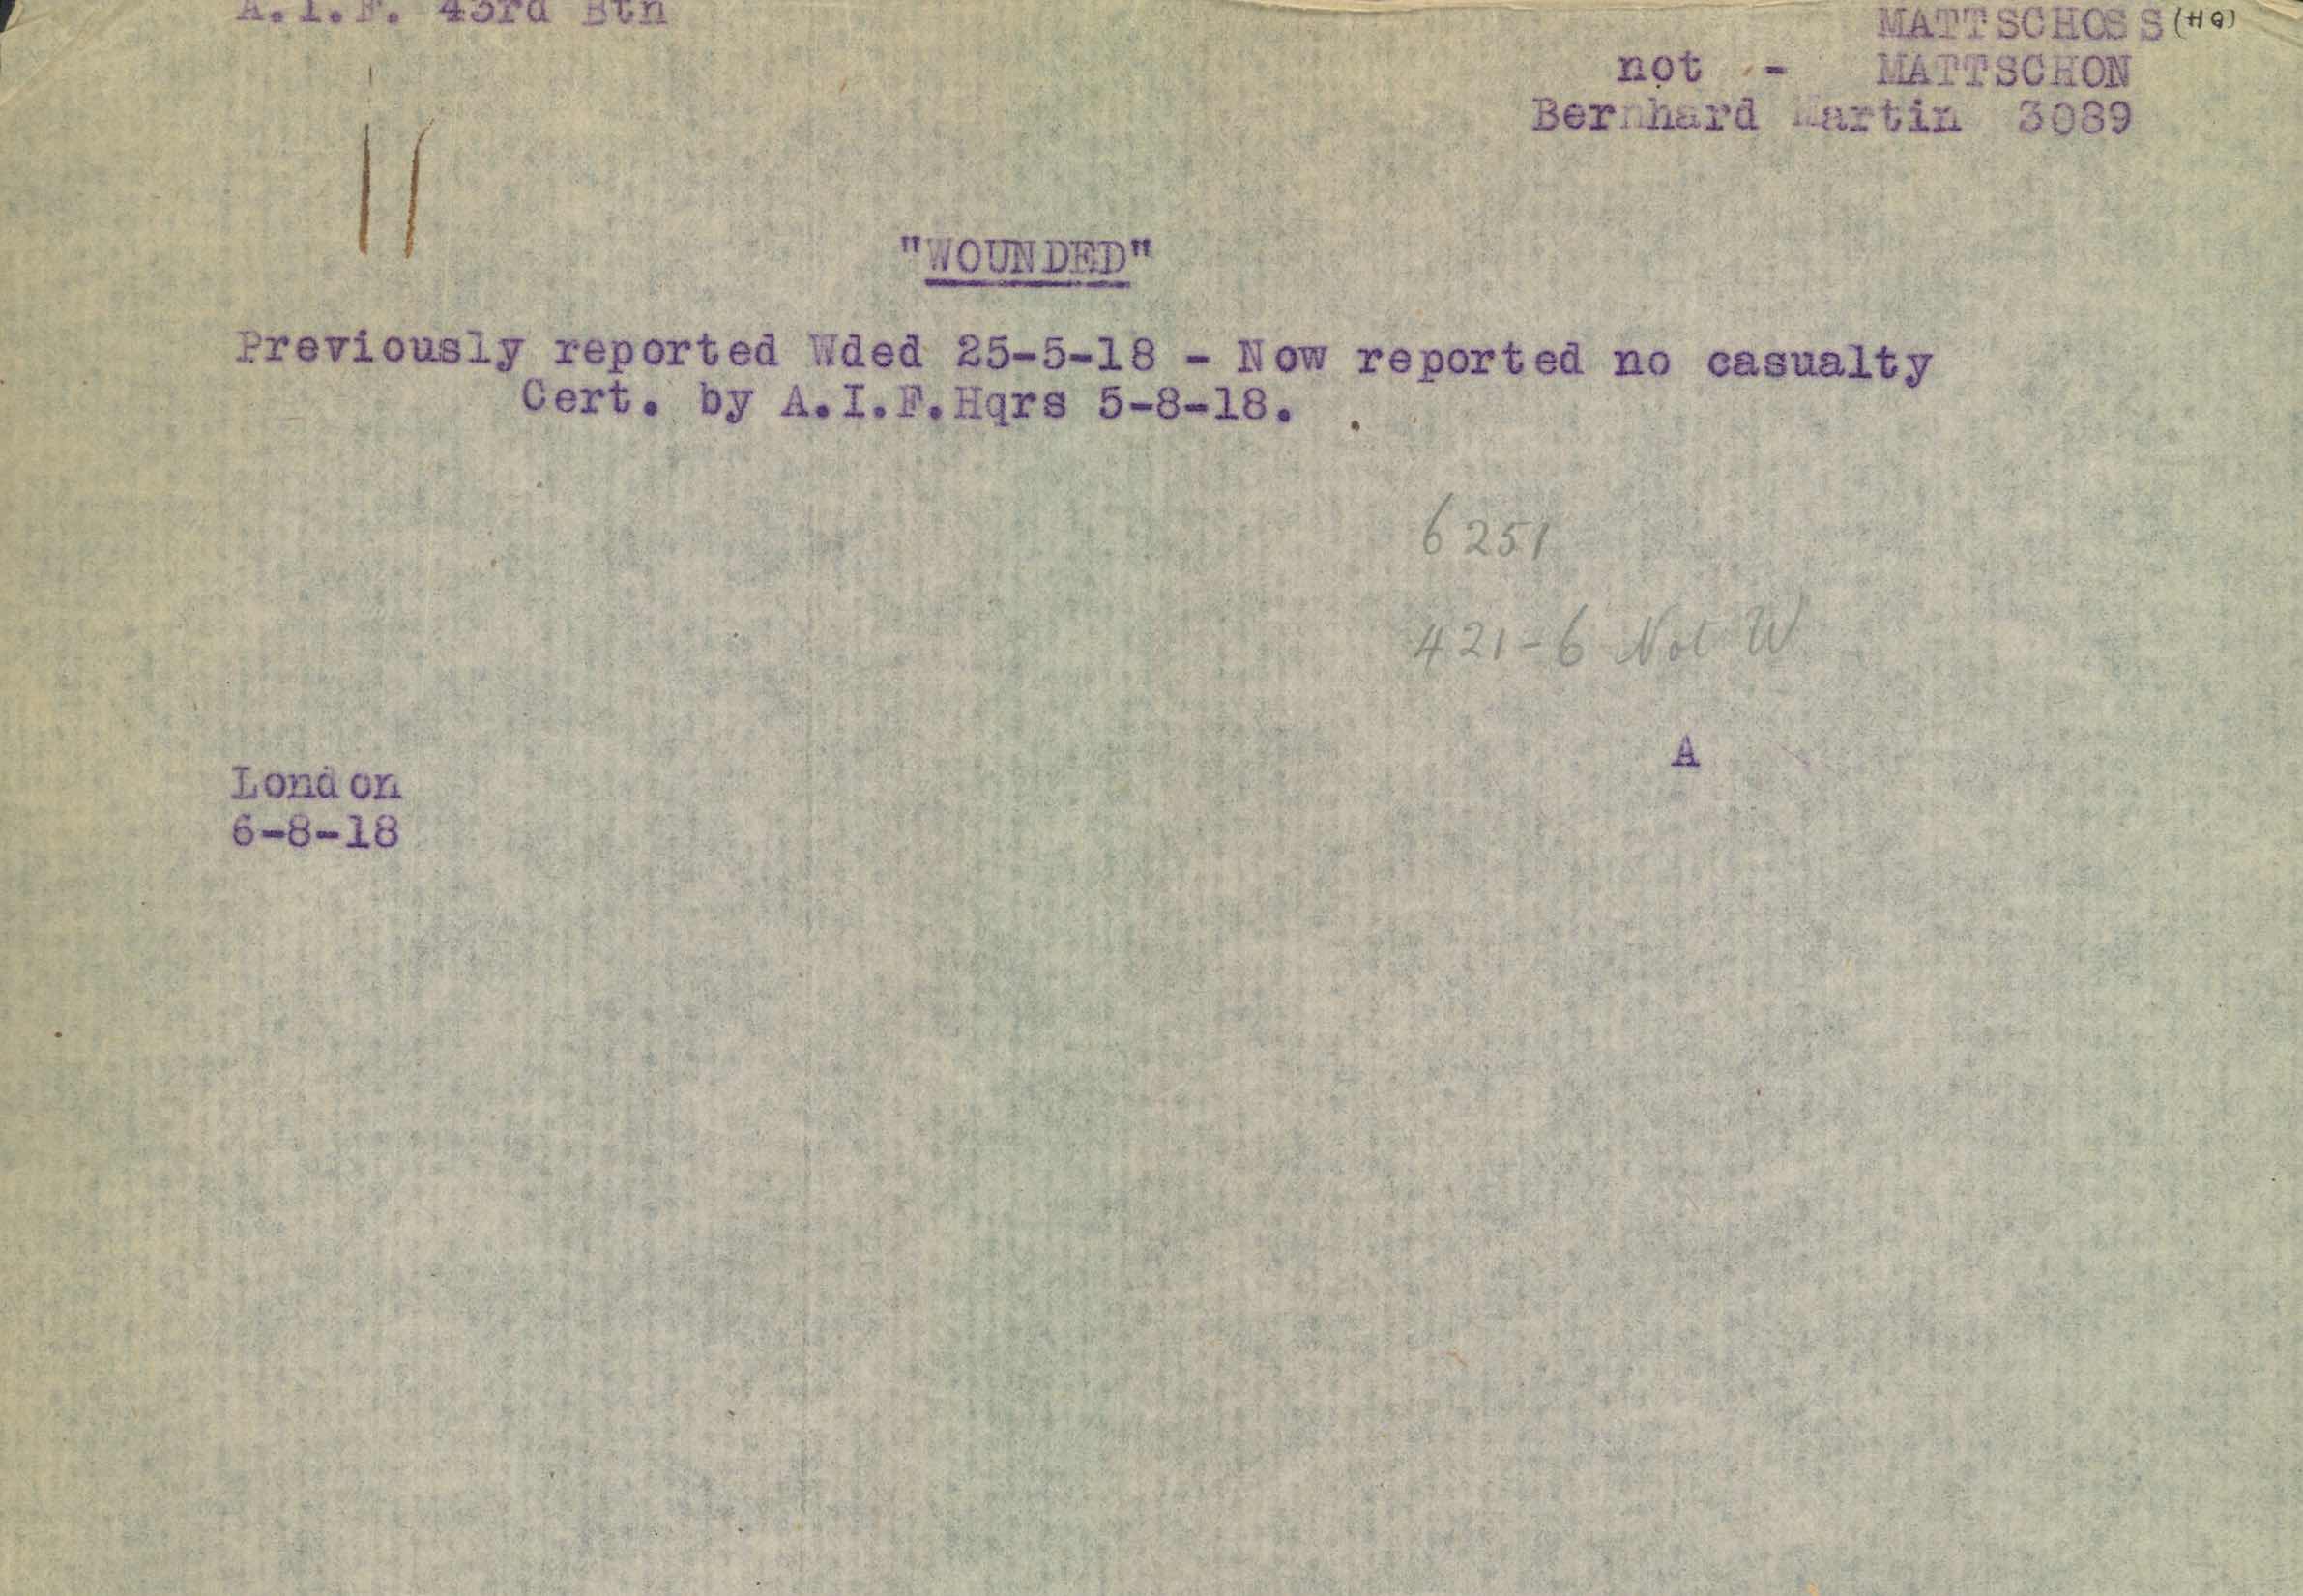 A.I.F. 43rd Btn
MATTSCHOSS (HQ)
not - MATTSCHON
Bernhard Martin 3089
"WOUNDED"
Previously reported Wded 25-5-18 - Now reported no casualty
Cert. by A.I.F.Hqrs 5-8-18.
6251
421-6 Not W
A
London
6-8-18